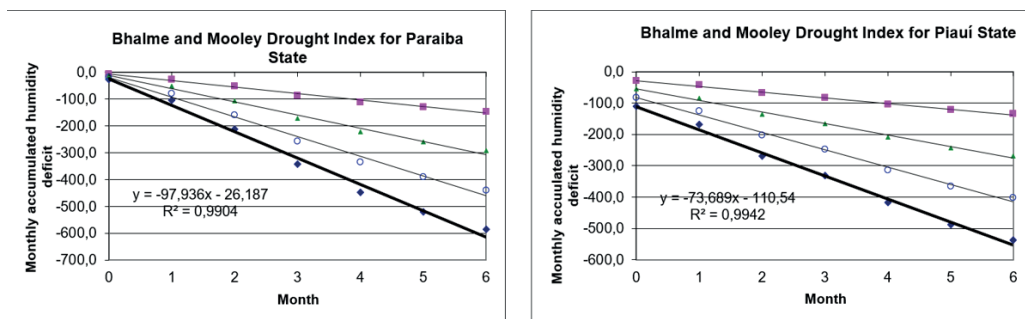 Bhalme and Mooley Drought Index for Paraiba
State
0,0
-100,0
-200,0
-300,0
-400,0
-500,0
-600,0
-700,0
Monthly accumulated humidity
deficit
y = -97,936x - 26,187
R² = 0,9904
0 1 2 3 4 5 6
Month
Bhalme and Mooley Drought Index for Piauí State
0,0
-100,0
-200,0
-300,0
-400,0
-500,0
-600,0
Monthly accuulated humidity
deficit
y = -73,689x - 110,54
R² = 0,9942
0 1 2 3 4 5 6
Month